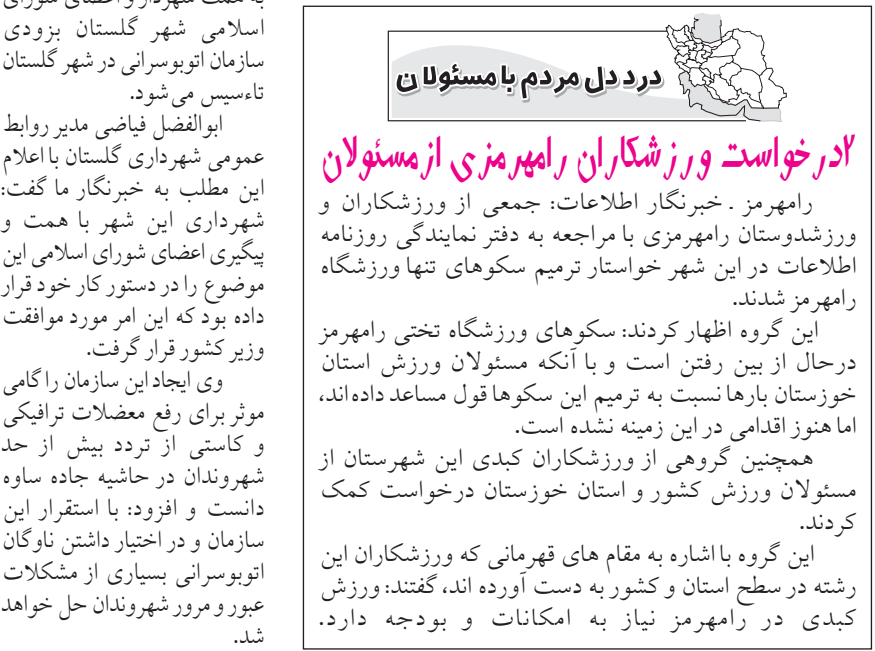 درد دل مردم با مسئولان
۲درخواست ورزشکاران رامهرمزی از مسئولان
رامهرمز ـ خبرنگار اطلاعات: جمعی از ورزشکاران و
ورزشدوستان رامهرمزی با مراجعه به دفتر نمایندگی روزنامه
اطلاعات در این شهر خواستار ترمیم سکوهای تنها ورزشگاه
رامهرمز شدند.
این گروه اظهار کردند: سکوهای ورزشگاه تختی رامهرمز
درحال از بین رفتن است و با آنکه مسئولان ورزش استان
خوزستان بارها نسبت به ترمیم این سکوها قول مساعد داده‌اند،
اما هنوز اقدامی در این زمینه نشده است.
همچنین گروهی از ورزشکاران کبدی این شهرستان از
مسئولان ورزش کشور و استان خوزستان درخواست کمک
کردند.
این گروه با اشاره به مقام های قهرمانی که ورزشکاران این
رشته در سطح استان و کشور به دست آورده اند، گفتند: ورزش
کبدی در رامهرمز نیاز به امکانات و بودجه دارد.
به همت شهردار و اعضای شورای
اسلامی شهر گلستان بزودی
سازمان اتوبوسرانی در شهر گلستان
تاءسیس می شود.
ابوالفضل فیاضی مدیر روابط
عمومی شهرداری گلستان با اعلام
این مطلب به خبرنگار ما گفت:
شهرداری این شهر با همت و
پیگیری اعضای شورای اسلامی این
موضوع را در دستور کار خود قرار
داده بود که این امر مورد موافقت
وزیر کشور قرار گرفت.
وی ایجاد این سازمان را گامی
موثر برای رفع معضلات ترافیکی
و کاستی از تردد بیش از حد
شهروندان در حاشیه جاده ساوه
دانست و افزود: با استقرار این
سازمان و در اختیار داشتن ناوگان
اتوبوسرانی بسیاری از مشکلات
عبور و مرور شهروندان حل خواهد
شد.